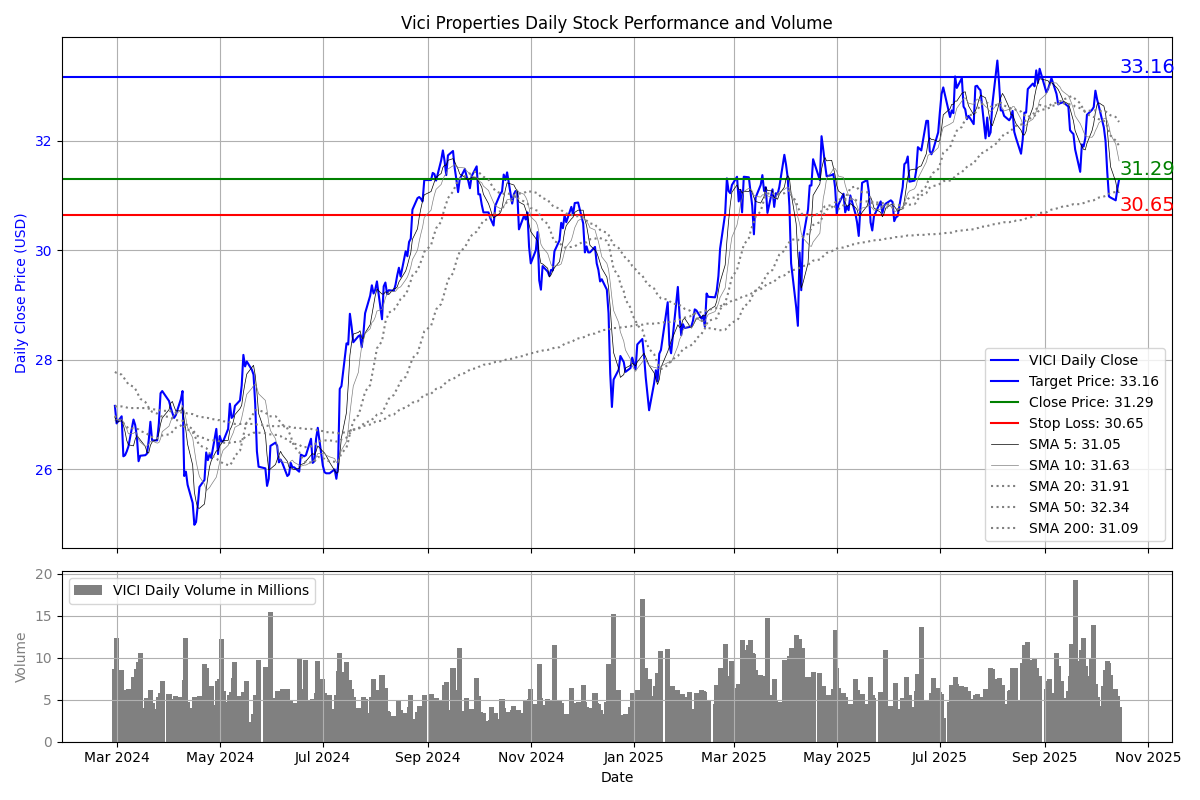 Vici Properties Daily Stock Performance and Volume
Daily Close Price (USD)
32
30
28
26
33.16
31.29
30.65
VICI Daily Close
Target Price: 33.16
Close Price: 31.29
Stop Loss: 30.65
SMA 5: 31.05
SMA 10: 31.63
SMA 20: 31.91
SMA 50: 32.34
SMA 200: 31.09
Volume
20
15
10
5
0
VICI Daily Volume in Millions
Mar 2024 May 2024 Jul 2024 Sep 2024 Nov 2024 Jan 2025 Mar 2025 May 2025 Jul 2025 Sep 2025 Nov 2025
Date